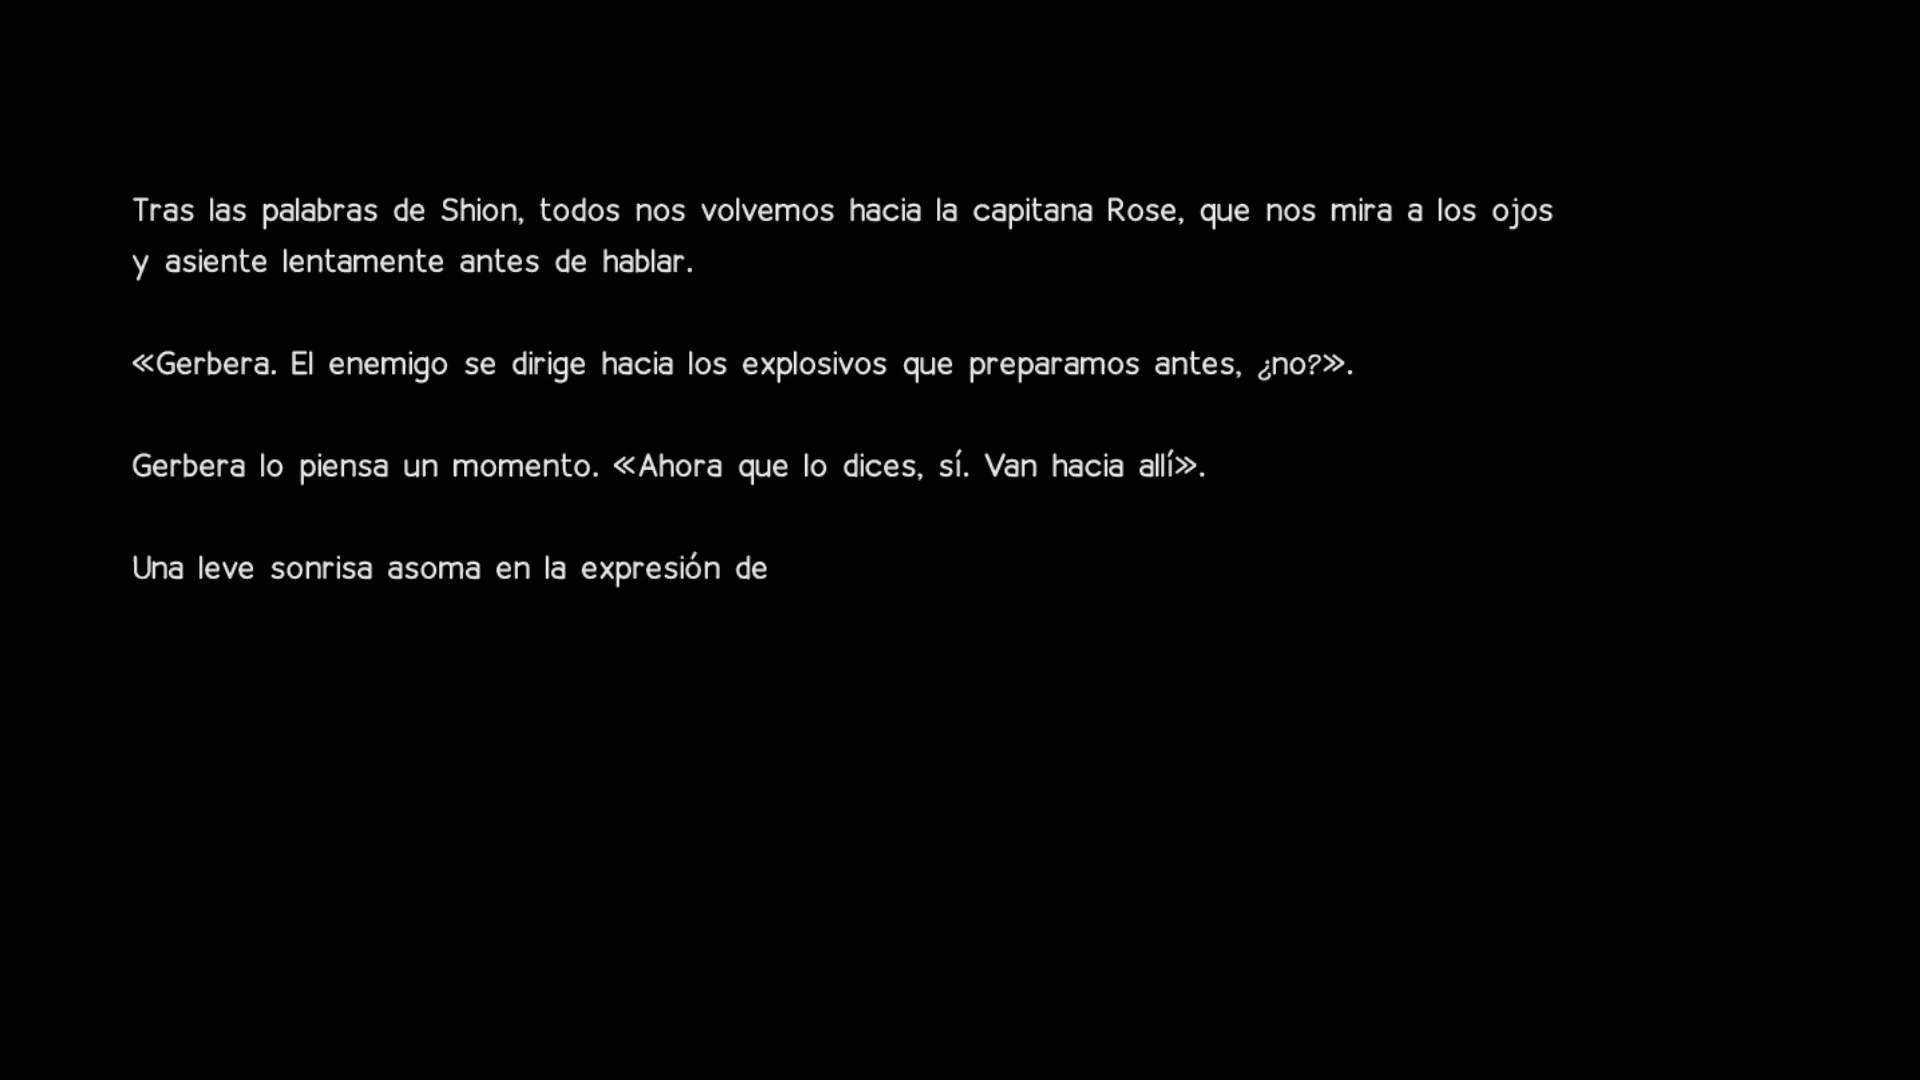 Tras las palabras de Shion, todos nos volvemos hacia la capitana Rose, que nos mira a los ojos
y asiente lentamente antes de hablar.
«Gerbera. El enemigo se dirige hacia los explosivos que preparamos antes, ¿no?».
Gerbera lo piensa un momento. «Ahora que lo dices, sí. Van hacia allí».
Una leve sonrisa asoma en la expresión de